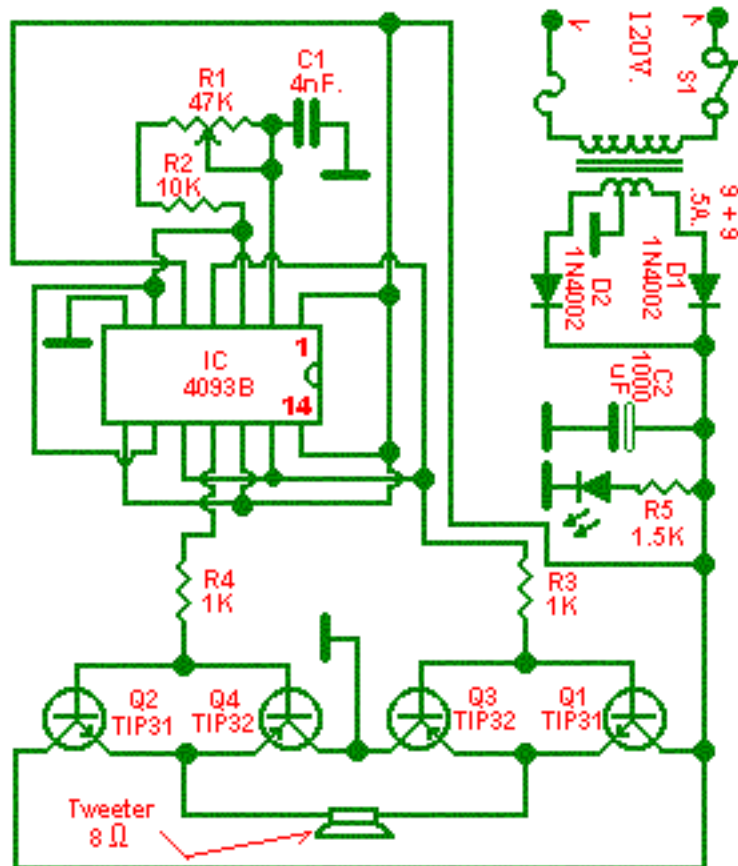 C1
4nF.
R1
47K
R2
10K
120V.
S1
9 + 9
.5A.
D1
1N4002
D2
1N4002
1
IC
4093B
14
C2
1000
UF
R5
1.5K
R4
1K
R3
1K
Q2
TIP31
Q4
TIP32
Q3
TIP32
Q1
TIP31
Tweeter
8 Ω